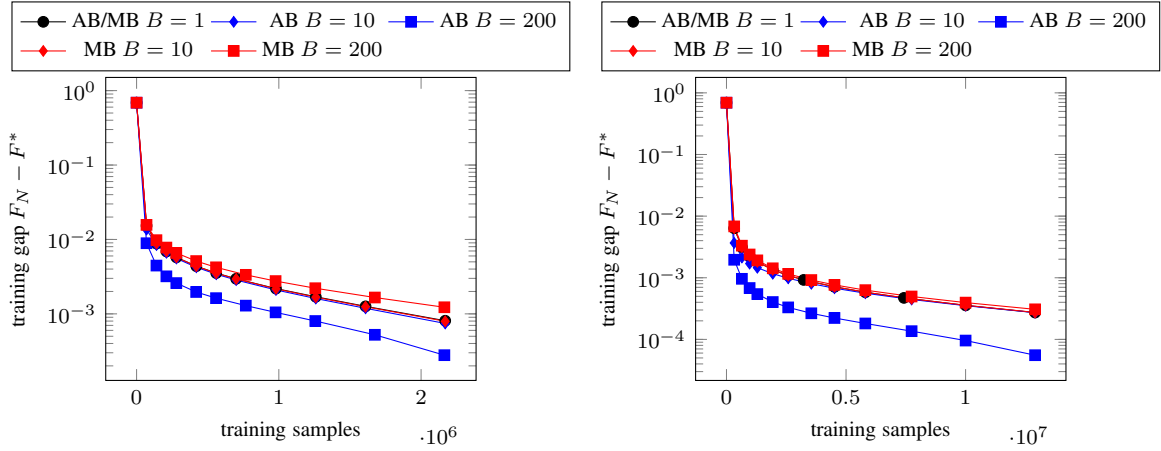 AB/MB B = 1 AB B = 10 AB B = 200
MB B = 10 MB B = 200
10^0
10^{-1}
10^{-2}
10^{-3}
training gap F_N − F^*
0 1 2
training samples
·10^6
AB/MB B = 1 AB B = 10 AB B = 200
MB B = 10 MB B = 200
10^0
10^{-1}
10^{-2}
10^{-3}
10^{-4}
training gap F_N − F^*
0 0.5 1
training samples
·10^7